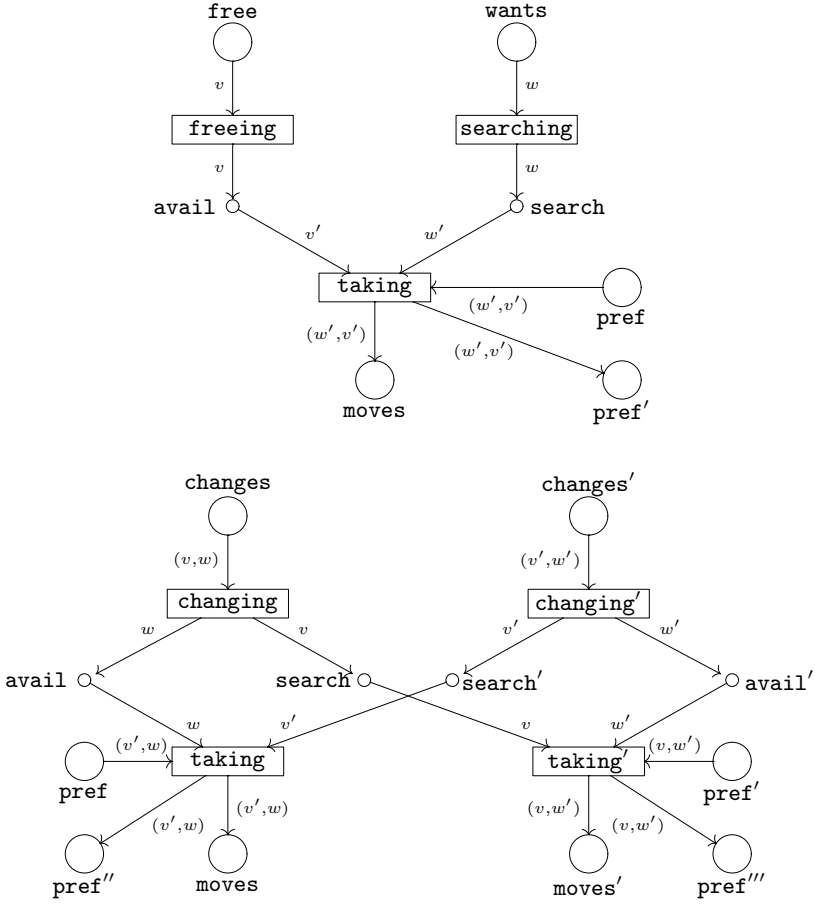 free wants
v w
freeing searching
v w
avail search
v′ w′
taking
(w′,v′)
pref
(w′,v′)
(w′,v′)
moves pref′
changes changes′
(v,w) (v′,w′)
changing changing′
w v v′ w′
avail search search′ avail′
w v′ v w′
(v′,w) taking taking′ (v,w′)
pref pref′
(v′,w) (v′,w) (v,w′) (v,w′)
pref′′ moves moves′ pref′′′